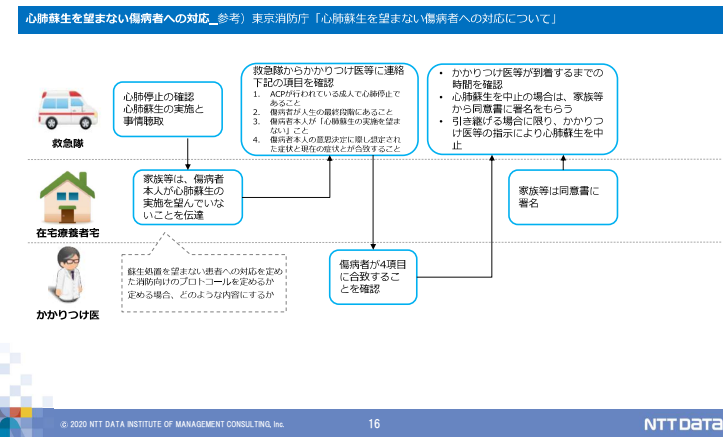 心肺蘇生を望まない傷病者への対応_参考）東京消防庁「心肺蘇生を望まない傷病者への対応について」
救急隊
心肺停止の確認
心肺蘇生の実施と
事情聴取
救急隊からかかりつけ医等に連絡
下記の項目を確認
1. ACPが行われている成人で心肺停止で
あること
2. 傷病者が人生の最終段階にあること
3. 傷病者本人が「心肺蘇生の実施を望ま
ない」こと
4. 傷病者本人の意思決定に際し想定され
た症状と現在の症状とが合致すること
• かかりつけ医等が到着するまでの
時間を確認
• 心肺蘇生を中止の場合は、家族等
から同意書に署名をもらう
• 引き継げる場合に限り、かかりつ
け医等の指示により心肺蘇生を中
止
在宅療養者宅
家族等は、傷病者
本人が心肺蘇生の
実施を望んでいな
いことを伝達
家族等は同意書に
署名
かかりつけ医
蘇生処置を望まない患者への対応を定め
た消防向けのプロトコールを定めるか
定める場合、どのような内容にするか
傷病者が4項目
に合致するこ
とを確認
© 2020 NTT DATA INSTITUTE OF MANAGEMENT CONSULTING, Inc.
16
NTT DATA